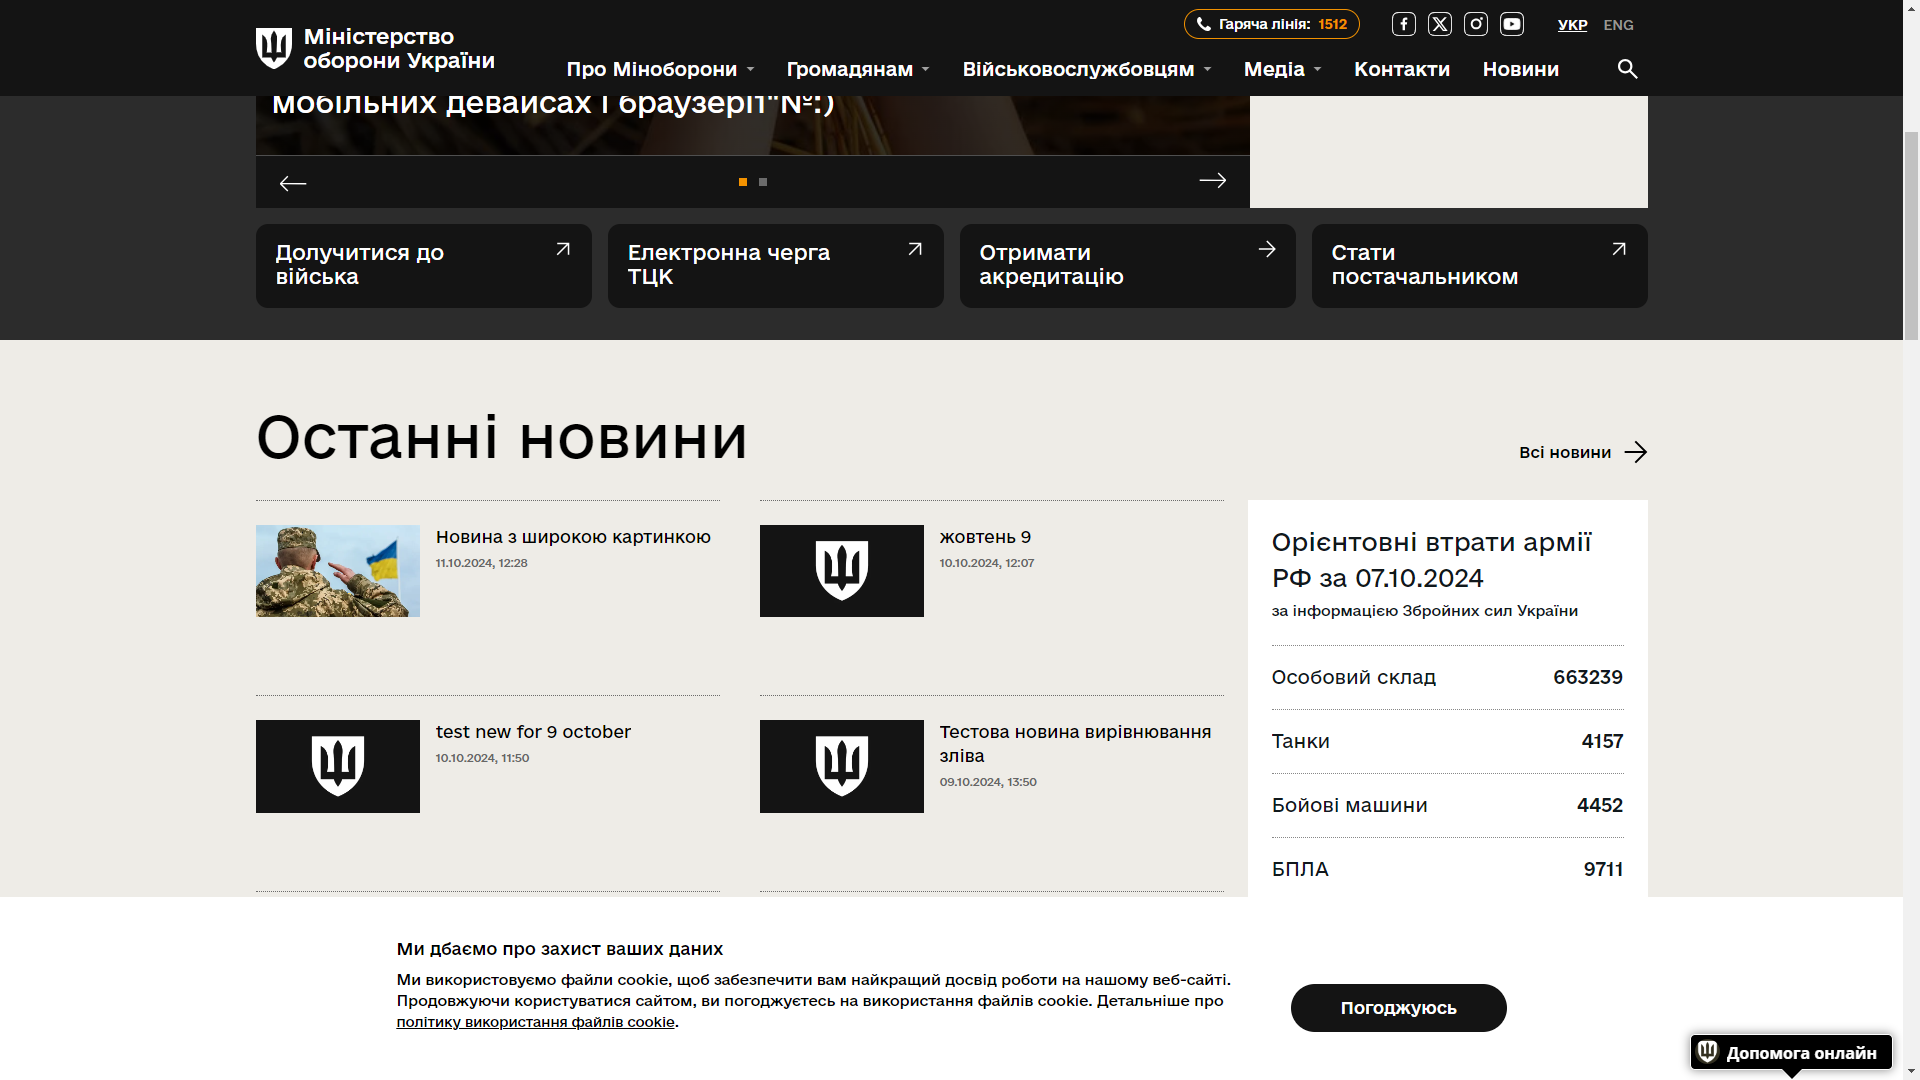 Міністерство
оборони України
Гаряча лінія: 1512
УКР
ENG
Про Міноборони
Громадянам
Військовослужбовцям
Медіа
Контакти
Новини
мобільних девайсах і браузері1"№:)
Долучитися до
війська
Електронна черга
ТЦК
Отримати
акредитацію
Стати
постачальником
Останні новини
Всі новини
Новина з широкою картинкою
11.10.2024, 12:28
жовтень 9
10.10.2024, 12:07
test new for 9 october
10.10.2024, 11:50
Тестова новина вирівнювання
зліва
09.10.2024, 13:50
Орієнтовні втрати армії
РФ за 07.10.2024
за інформацією Збройних сил України
Особовий склад 663239
Танки 4157
Бойові машини 4452
БПЛА 9711
Ми дбаємо про захист ваших даних
Ми використовуємо файли cookie, щоб забезпечити вам найкращий досвід роботи на нашому веб-сайті.
Продовжуючи користуватися сайтом, ви погоджуєтесь на використання файлів cookie. Детальніше про
політику використання файлів cookie.
Погоджуюсь
Допомога онлайн